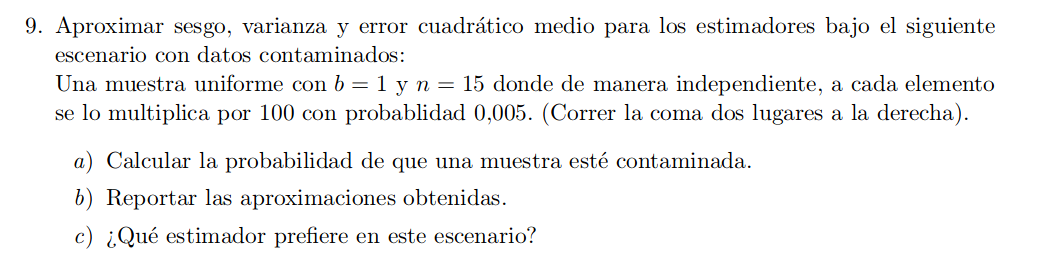 9. Aproximar sesgo, varianza y error cuadrático medio para los estimadores bajo el siguiente
escenario con datos contaminados:
Una muestra uniforme con b = 1 y n = 15 donde de manera independiente, a cada elemento
se lo multiplica por 100 con probablidad 0,005. (Correr la coma dos lugares a la derecha).
a) Calcular la probabilidad de que una muestra esté contaminada.
b) Reportar las aproximaciones obtenidas.
c) ¿Qué estimador prefiere en este escenario?